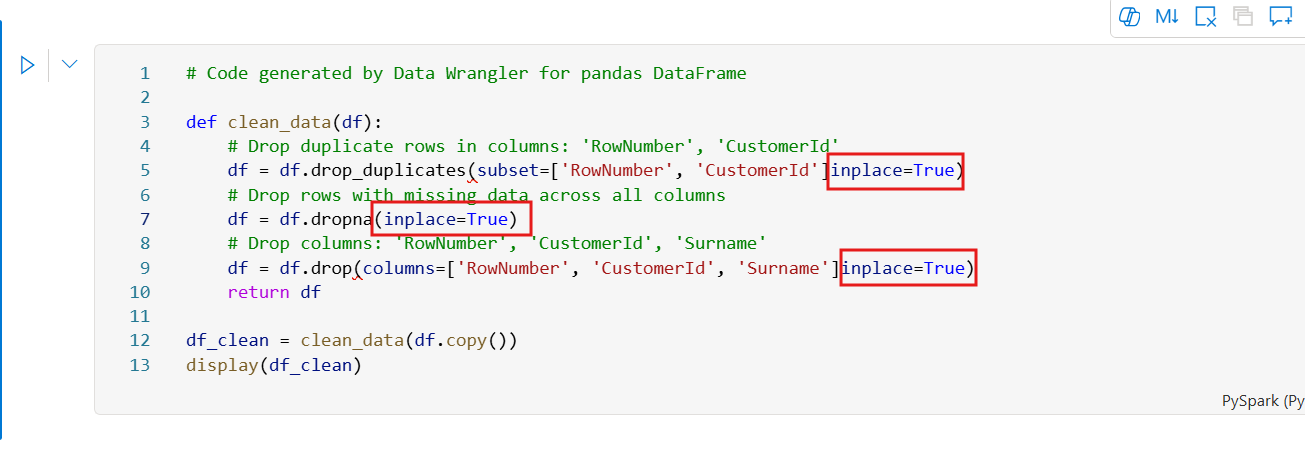 M↓
1 # Code generated by Data Wrangler for pandas DataFrame
2
3 def clean_data(df):
4     # Drop duplicate rows in columns: 'RowNumber', 'CustomerId'
5     df = df.drop_duplicates(subset=['RowNumber', 'CustomerId']inplace=True)
6     # Drop rows with missing data across all columns
7     df = df.dropna(inplace=True)
8     # Drop columns: 'RowNumber', 'CustomerId', 'Surname'
9     df = df.drop(columns=['RowNumber', 'CustomerId', 'Surname']inplace=True)
10     return df
11
12 df_clean = clean_data(df.copy())
13 display(df_clean)
PySpark (Py